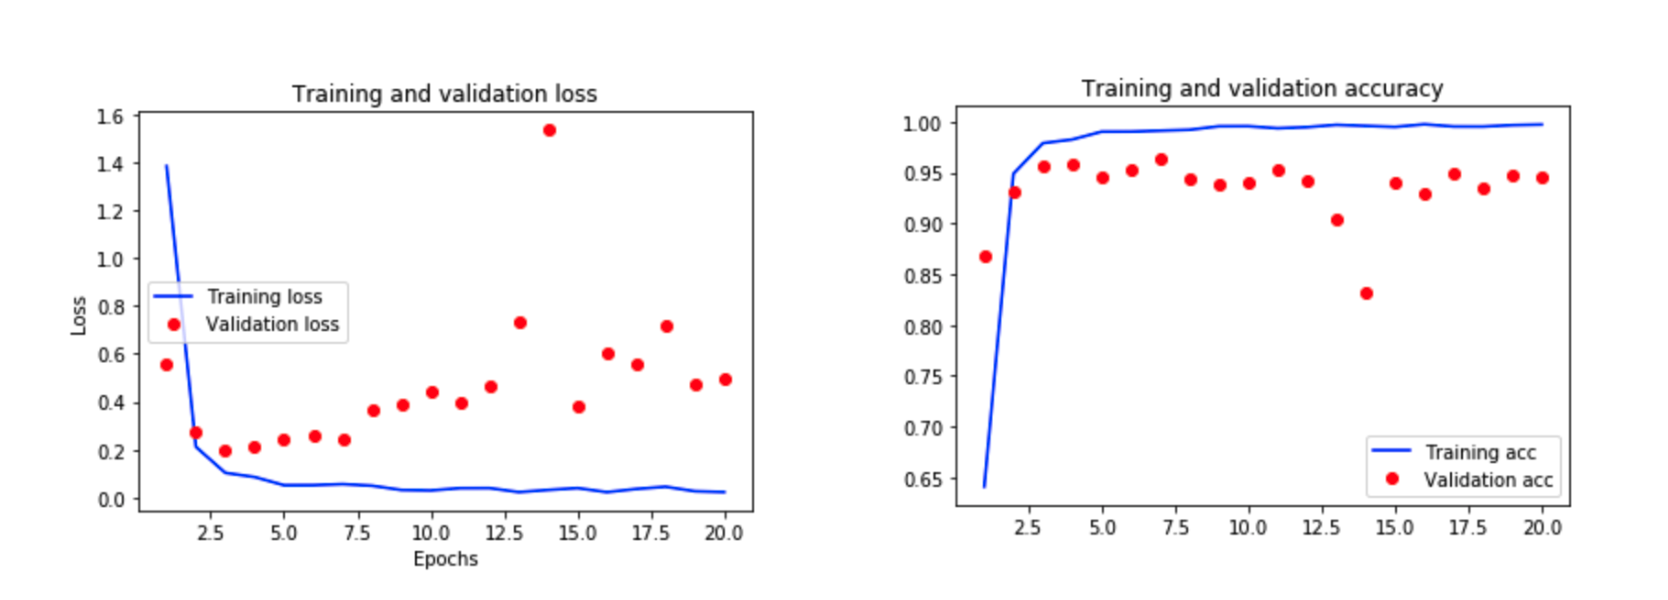 Training and validation loss
1.6
1.4
1.2
1.0
0.8
0.6
0.4
0.2
0.0
Loss
Training loss
Validation loss
2.5 5.0 7.5 10.0 12.5 15.0 17.5 20.0
Epochs
Training and validation accuracy
1.00
0.95
0.90
0.85
0.80
0.75
0.70
0.65
Training acc
Validation acc
2.5 5.0 7.5 10.0 12.5 15.0 17.5 20.0